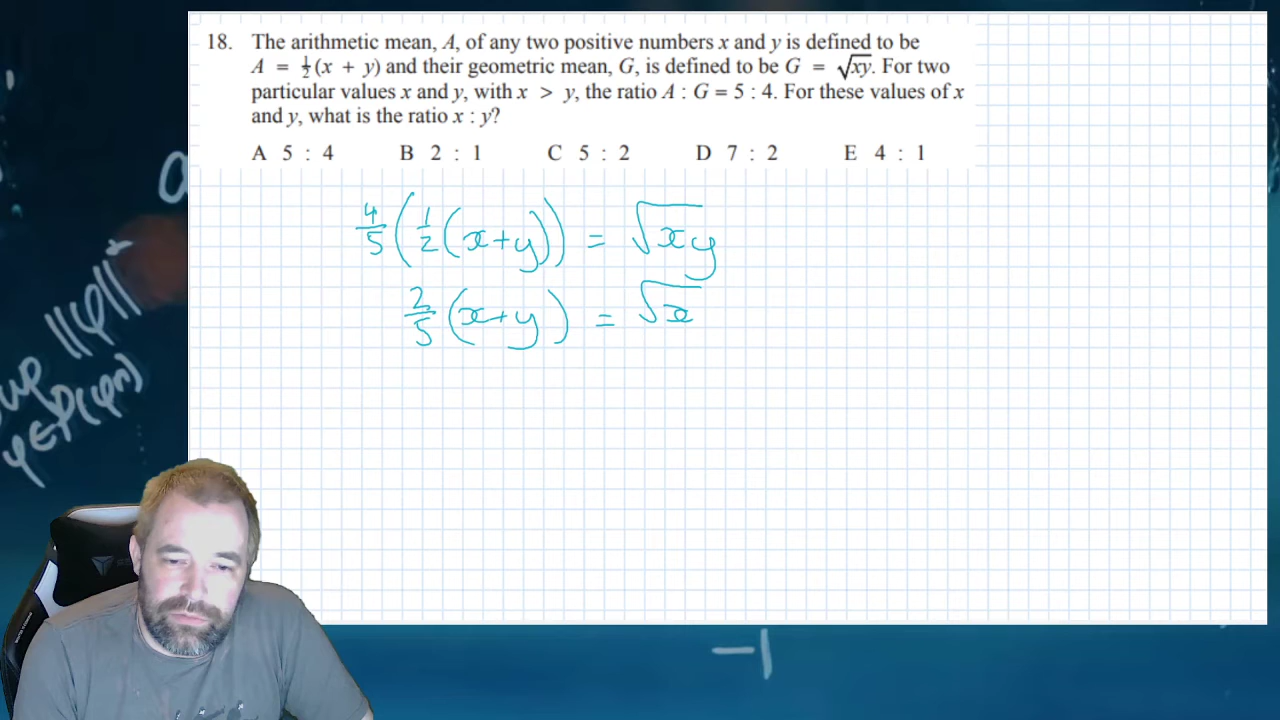 18. The arithmetic mean, A, of any two positive numbers x and y is defined to be
A = ½(x + y) and their geometric mean, G, is defined to be G = √xy. For two
particular values x and y, with x > y, the ratio A : G = 5 : 4. For these values of x
and y, what is the ratio x : y?
A 5 : 4 B 2 : 1 C 5 : 2 D 7 : 2 E 4 : 1
4/5 (1/2 (x+y)) = √xy
2/5 (x+y) = √x
||φ||
φ∈P(φn)
−1